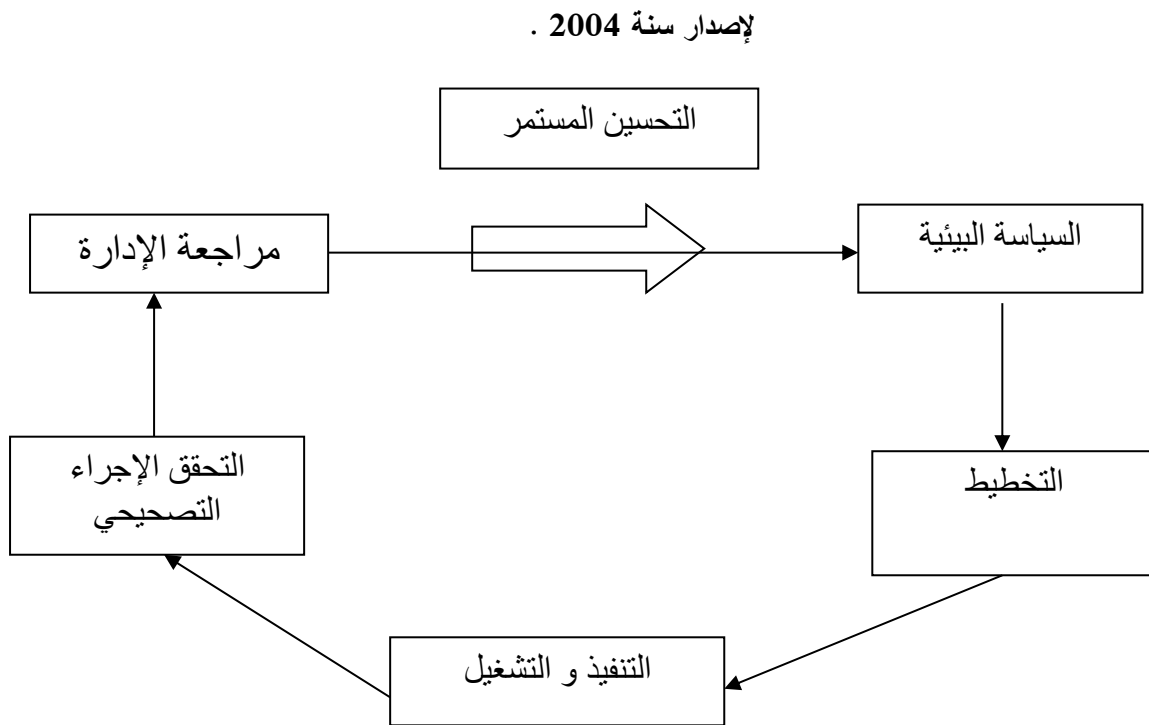 لإصدار سنة 2004 .
التحسين المستمر
السياسة البيئية
مراجعة الإدارة
التحقق الإجراء
التصحيحي
التخطيط
التنفيذ و التشغيل